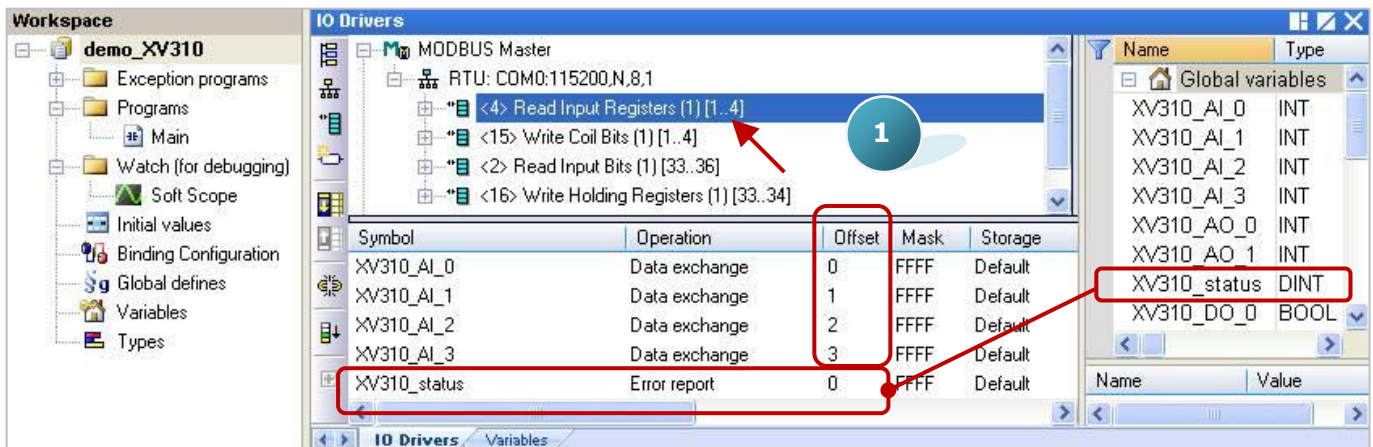 Workspace
demo_XV310
Exception programs
Programs
Main
Watch (for debugging)
Soft Scope
Initial values
Binding Configuration
Global defines
Variables
Types
IO Drivers
MODBUS Master
RTU: COM0:115200,N,8,1
<4> Read Input Registers (1) [1..4]
<15> Write Coil Bits (1) [1..4]
<2> Read Input Bits (1) [33..36]
<16> Write Holding Registers (1) [33..34]
1
Symbol Operation Offset Mask Storage
XV310_AI_0 Data exchange 0 FFFF Default
XV310_AI_1 Data exchange 1 FFFF Default
XV310_AI_2 Data exchange 2 FFFF Default
XV310_AI_3 Data exchange 3 FFFF Default
XV310_status Error report 0 FFFF Default
IO Drivers Variables
Name Type
Global variables
XV310_AI_0 INT
XV310_AI_1 INT
XV310_AI_2 INT
XV310_AI_3 INT
XV310_AO_0 INT
XV310_AO_1 INT
XV310_status DINT
XV310_DO_0 BOOL
Name Value